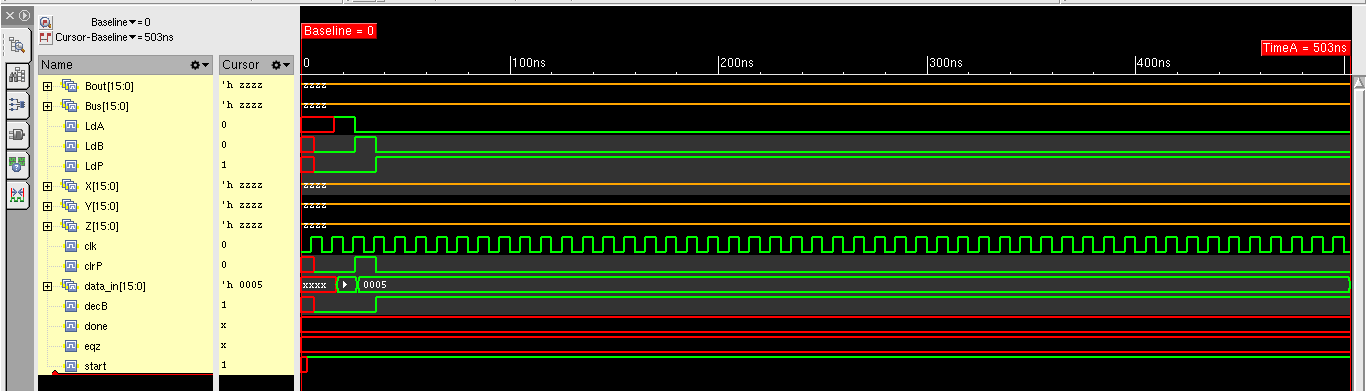 Baseline▼= 0
Cursor-Baseline▼= 503ns
Baseline = 0
TimeA = 503ns
Name Cursor 0 100ns 200ns 300ns 400ns
Bout[15:0] 'h zzzz zzzz
Bus[15:0] 'h zzzz zzzz
LdA 0
LdB 0
LdP 1
X[15:0] 'h zzzz zzzz
Y[15:0] 'h zzzz zzzz
Z[15:0] 'h zzzz zzzz
clk 0
clrP 0
data_in[15:0] 'h 0005 xxxx 0005
decB 1
done x
eqz x
start 1